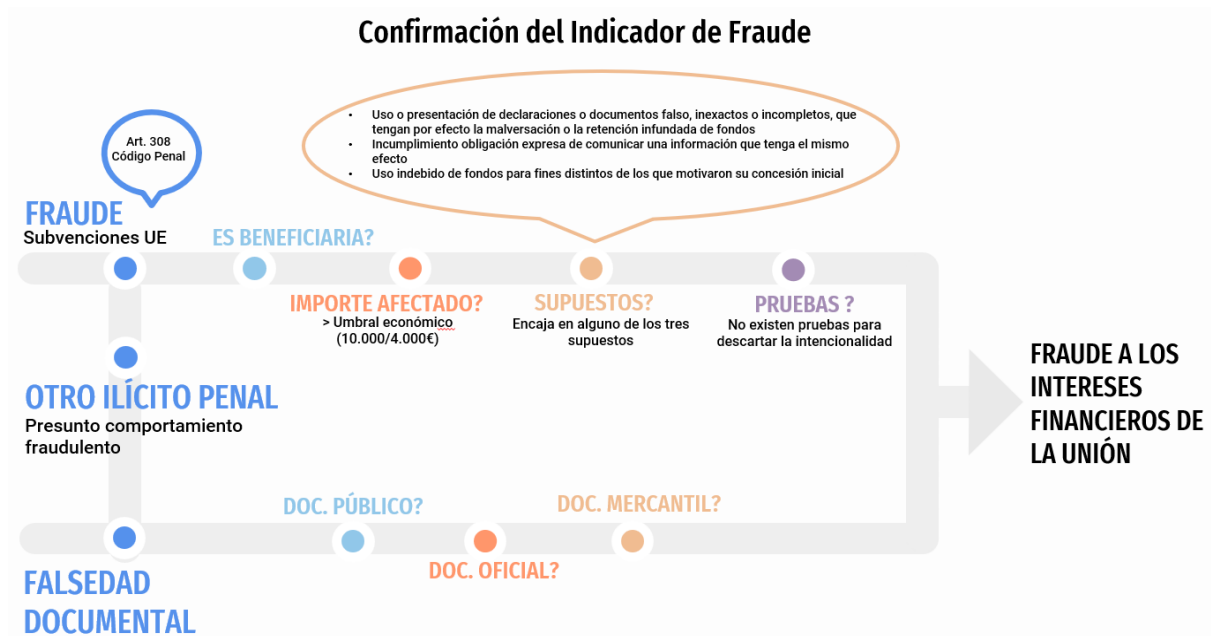 Confirmación del Indicador de Fraude
• Uso o presentación de declaraciones o documentos falso, inexactos o incompletos, que
tengan por efecto la malversación o la retención infundada de fondos
• Incumplimiento obligación expresa de comunicar una información que tenga el mismo
efecto
• Uso indebido de fondos para fines distintos de los que motivaron su concesión inicial
Art. 308
Código Penal
FRAUDE
Subvenciones UE
ES BENEFICIARIA?
IMPORTE AFECTADO?
> Umbral económico
(10.000/4.000€)
SUPUESTOS?
Encaja en alguno de los tres
supuestos
PRUEBAS ?
No existen pruebas para
descartar la intencionalidad
OTRO ILÍCITO PENAL
Presunto comportamiento
fraudulento
FRAUDE A LOS
INTERESES
FINANCIEROS DE
LA UNIÓN
DOC. PÚBLICO?
DOC. MERCANTIL?
DOC. OFICIAL?
FALSEDAD
DOCUMENTAL